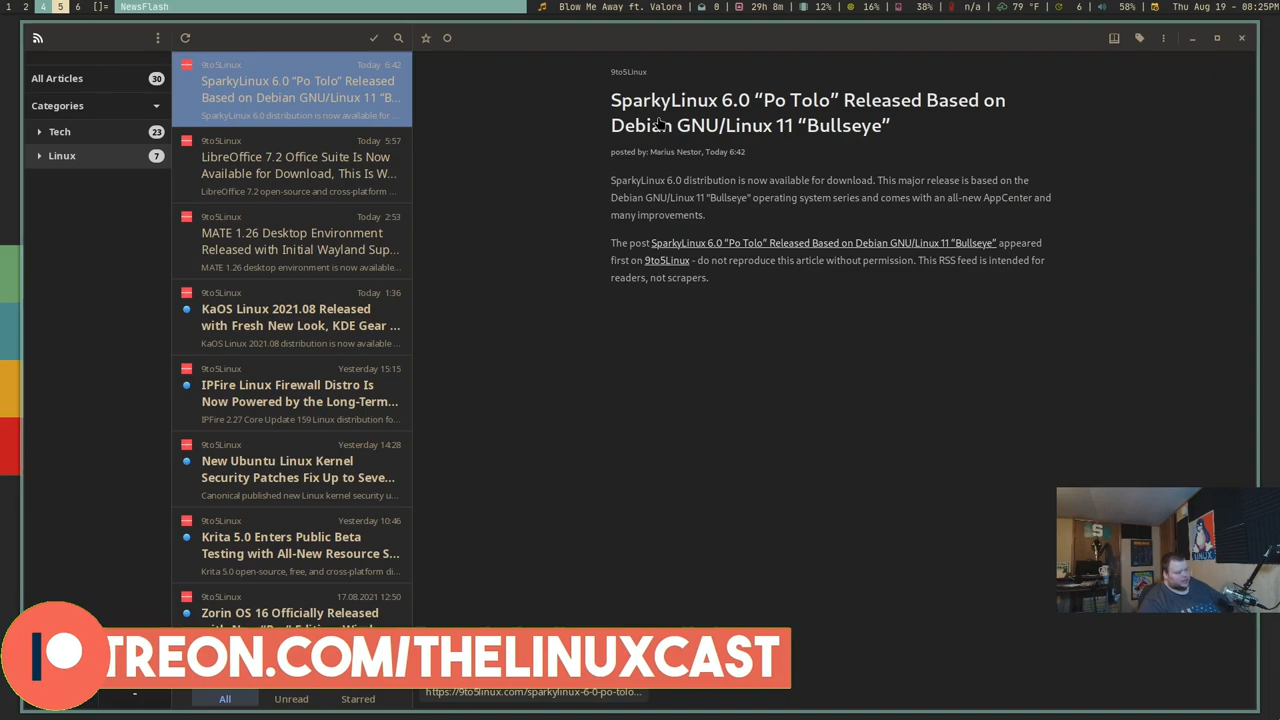 1 2 4 5 6 []= NewsFlash
Blow Me Away ft. Valora 0 29h 8m 12% 16% 38% n/a 79 °F 6 58% Thu Aug 19 - 08:25PM
All Articles 30
Categories
Tech 23
Linux 7
9to5Linux Today 6:42
SparkyLinux 6.0 “Po Tolo” Released
Based on Debian GNU/Linux 11 “B...
SparkyLinux 6.0 distribution is now available for ...
9to5Linux Today 5:57
LibreOffice 7.2 Office Suite Is Now
Available for Download, This Is W...
LibreOffice 7.2 open-source and cross-platform ...
9to5Linux Today 2:53
MATE 1.26 Desktop Environment
Released with Initial Wayland Sup...
MATE 1.26 desktop environment is now available...
9to5Linux Today 1:36
KaOS Linux 2021.08 Released
with Fresh New Look, KDE Gear ...
KaOS Linux 2021.08 distribution is now available ...
9to5Linux Yesterday 15:15
IPFire Linux Firewall Distro Is
Now Powered by the Long-Term...
IPFire 2.27 Core Update 159 Linux distribution fo...
9to5Linux Yesterday 14:28
New Ubuntu Linux Kernel
Security Patches Fix Up to Seve...
Canonical published new Linux kernel security u...
9to5Linux Yesterday 10:46
Krita 5.0 Enters Public Beta
Testing with All-New Resource S...
Krita 5.0 open-source, free, and cross-platform di...
9to5Linux 17.08.2021 12:50
Zorin OS 16 Officially Released
All Unread Starred
9to5Linux
SparkyLinux 6.0 “Po Tolo” Released Based on
Debian GNU/Linux 11 “Bullseye”
posted by: Marius Nestor, Today 6:42
SparkyLinux 6.0 distribution is now available for download. This major release is based on the
Debian GNU/Linux 11 "Bullseye" operating system series and comes with an all-new AppCenter and
many improvements.
The post SparkyLinux 6.0 “Po Tolo” Released Based on Debian GNU/Linux 11 “Bullseye” appeared
first on 9to5Linux - do not reproduce this article without permission. This RSS feed is intended for
readers, not scrapers.
TREON.COM/THELINUXCAST
https://9to5linux.com/sparkylinux-6-0-po-tolo...
LINUX